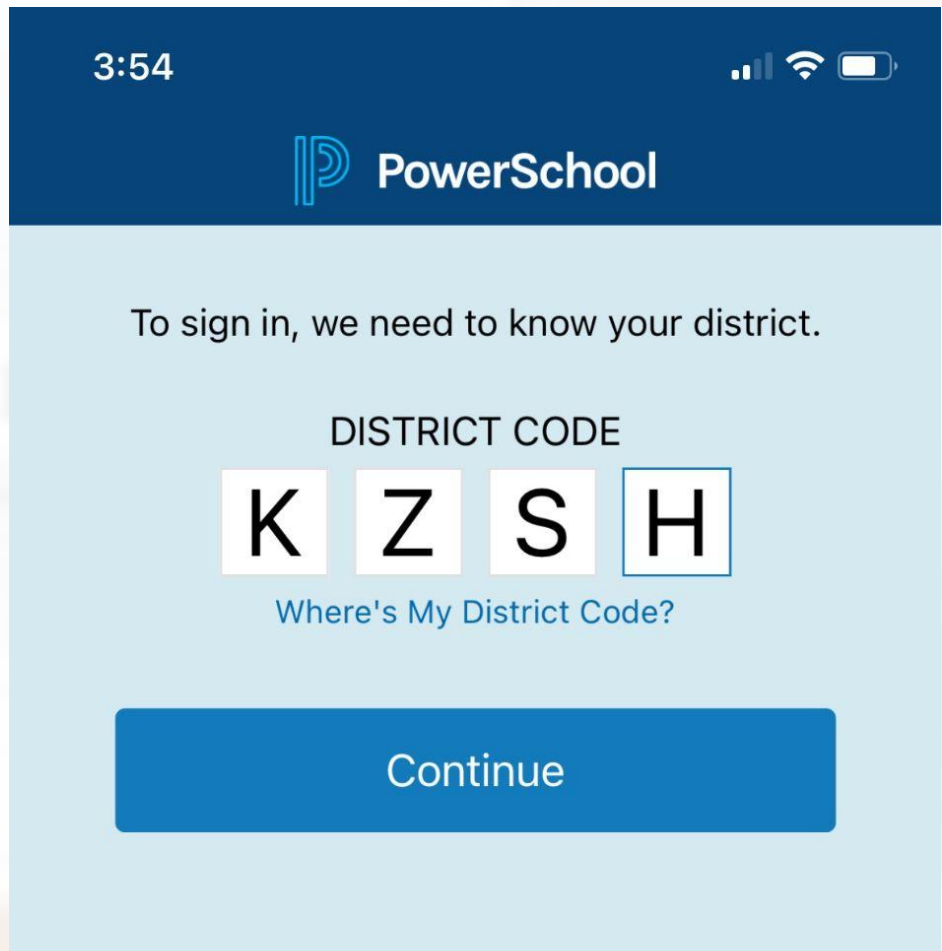 3:54
PowerSchool
To sign in, we need to know your district.
DISTRICT CODE
K Z S H
Where's My District Code?
Continue